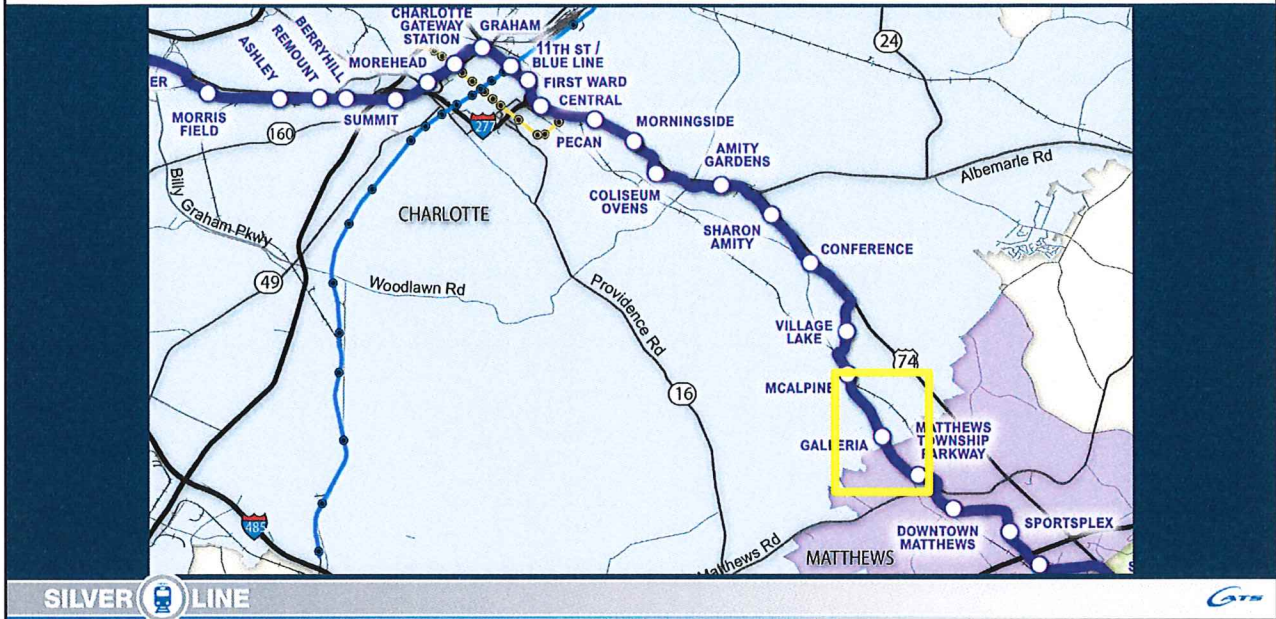 CHARLOTTE
GATEWAY
STATION
GRAHAM
11TH ST /
BLUE LINE
FIRST WARD
CENTRAL
MOREHEAD
BERRYHILL
REMOUNT
ASHLEY
ER
MORRIS
FIELD
SUMMIT
160
277
PECAN
MORNINGSIDE
24
AMITY
GARDENS
Albemarle Rd
COLISEUM
OVENS
SHARON
AMITY
CONFERENCE
Billy Graham Pkwy
CHARLOTTE
49
Woodlawn Rd
Providence Rd
16
VILLAGE
LAKE
74
MCALPINE
GALLERIA
MATTHEWS
TOWNSHIP
PARKWAY
485
DOWNTOWN
MATTHEWS
SPORTSPLEX
Matthews Rd
MATTHEWS
S
SILVER LINE
CATS